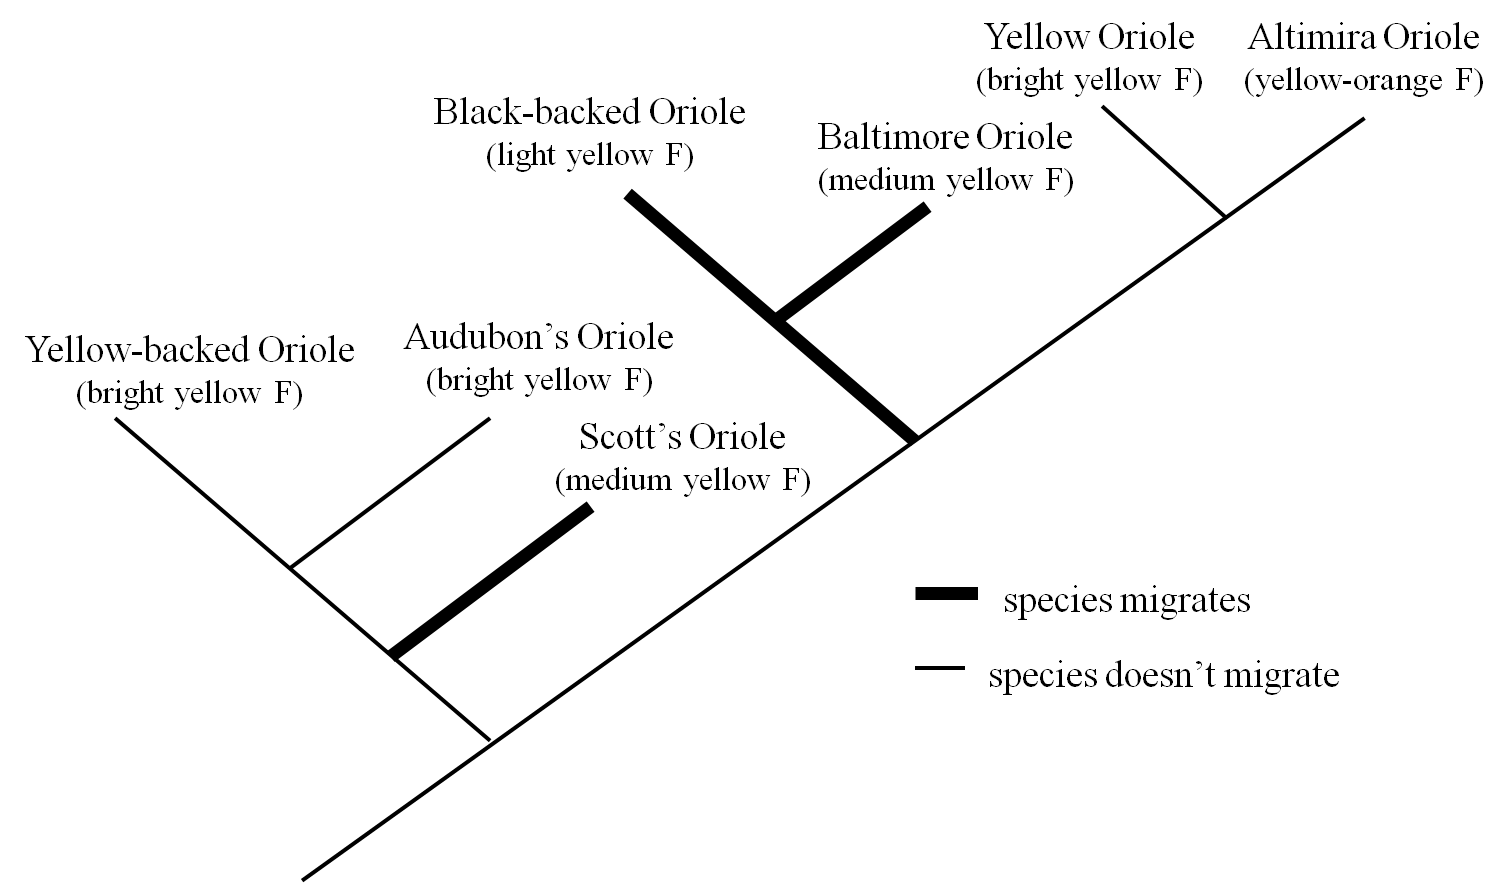 Yellow Oriole
(bright yellow F)
Altimira Oriole
(yellow-orange F)
Black-backed Oriole
(light yellow F)
Baltimore Oriole
(medium yellow F)
Yellow-backed Oriole
(bright yellow F)
Audubon’s Oriole
(bright yellow F)
Scott’s Oriole
(medium yellow F)
species migrates
species doesn’t migrate